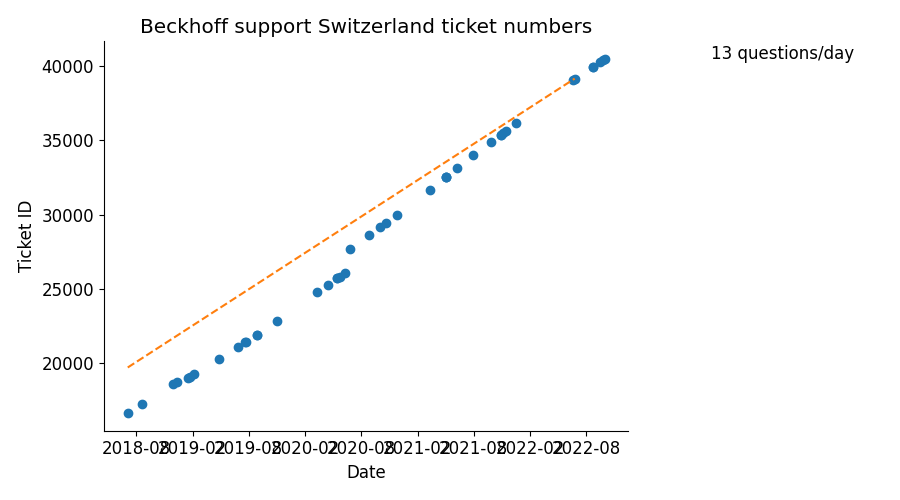 Beckhoff support Switzerland ticket numbers
13 questions/day
40000
35000
30000
25000
20000
Ticket ID
2018-08 2019-02 2019-08 2020-02 2020-08 2021-02 2021-08 2022-02 2022-08
Date